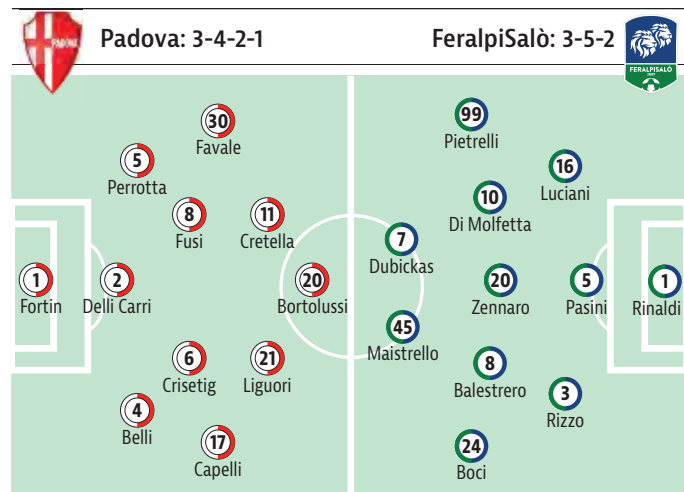 Padova: 3-4-2-1
FeralpiSalò: 3-5-2
PADOVA
FERALPISALÒ
30
Favale
5
Perrotta
8
Fusi
11
Cretella
1
Fortin
2
Delli Carri
20
Bortolussi
6
Crisetig
21
Liguori
4
Belli
17
Capelli
99
Pietrelli
16
Luciani
10
Di Molfetta
7
Dubickas
20
Zennaro
5
Pasini
1
Rinaldi
45
Maistrello
8
Balestrero
3
Rizzo
24
Boci